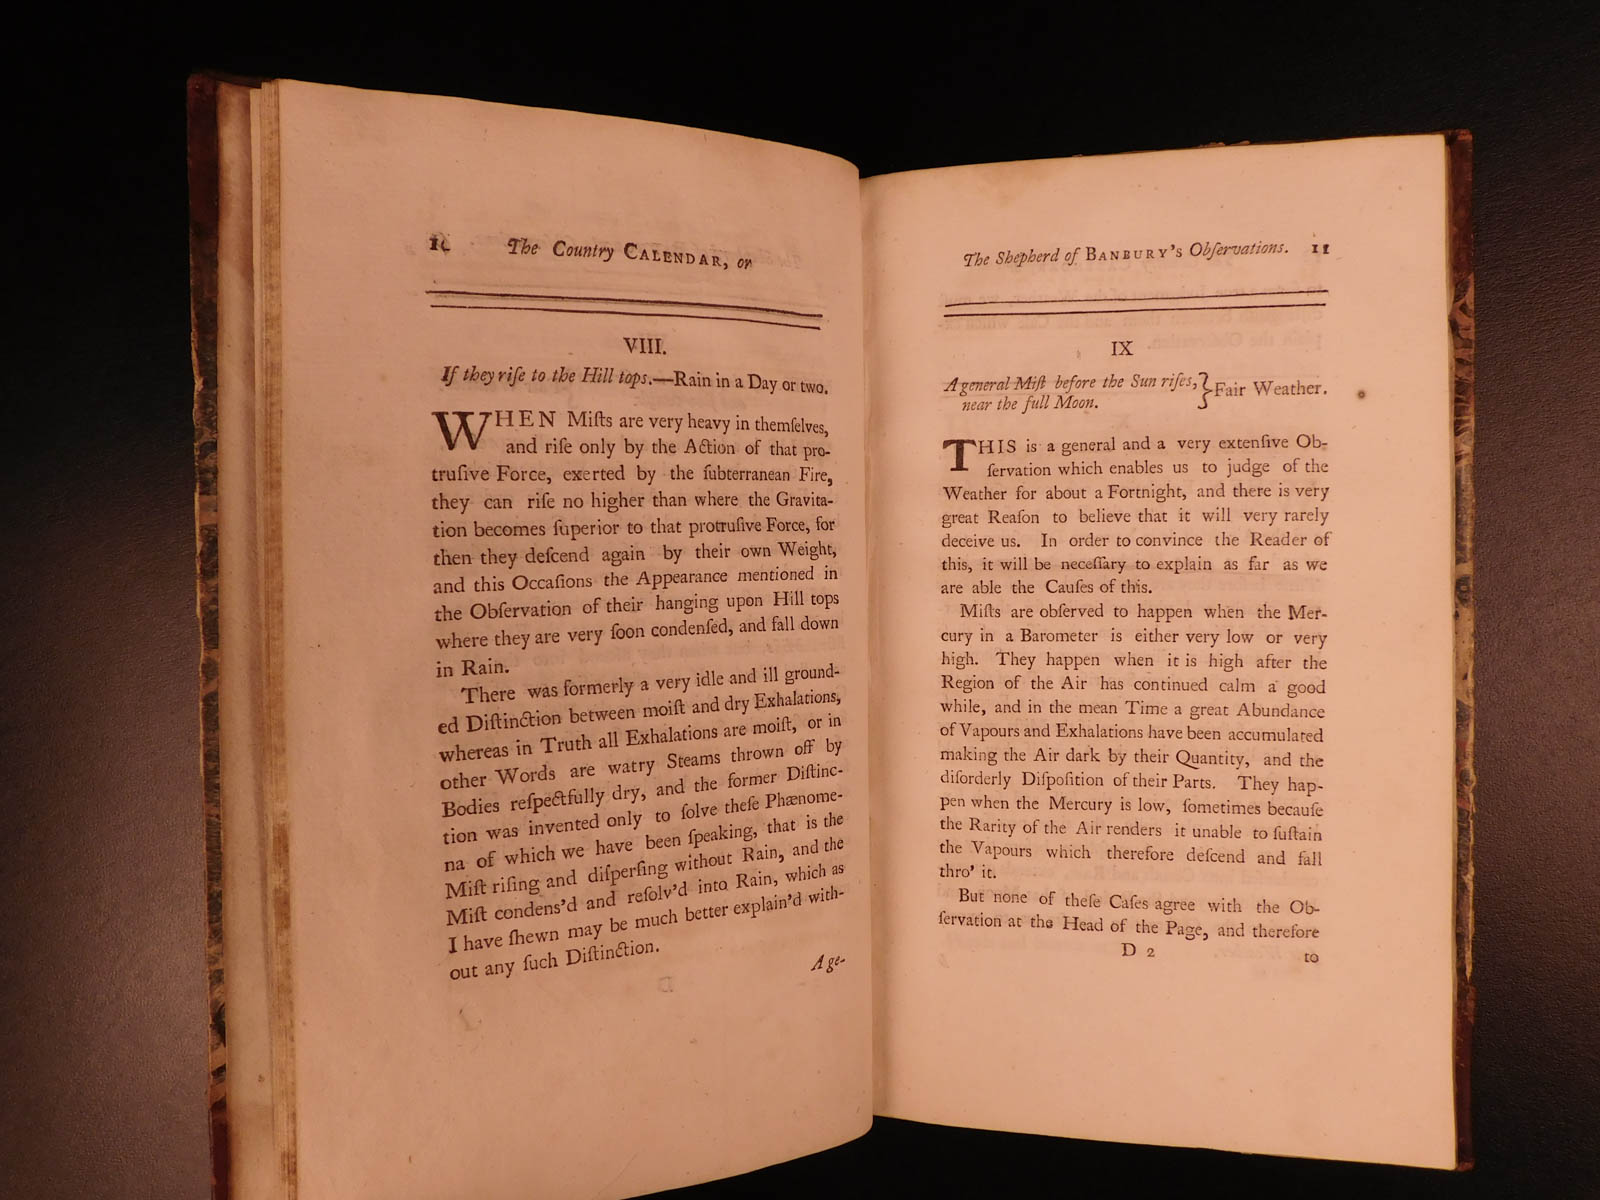 10 The Country CALENDAR, or
VIII.
If they riſe to the Hill tops.—Rain in a Day or two.
WHEN Miſts are very heavy in themſelves,
and riſe only by the Action of that pro-
truſive Force, exerted by the ſubterranean Fire,
they can riſe no higher than where the Gravita-
tion becomes ſuperior to that protruſive Force, for
then they deſcend again by their own Weight,
and this Occaſions the Appearance mentioned in
the Obſervation of their hanging upon Hill tops
where they are very ſoon condenſed, and fall down
in Rain.
There was formerly a very idle and ill ground-
ed Diſtinction between moiſt and dry Exhalations,
whereas in Truth all Exhalations are moiſt, or in
other Words are watry Steams thrown off by
Bodies reſpectfully dry, and the former Diſtinc-
tion was invented only to ſolve theſe Phænome-
na of which we have been ſpeaking, that is the
Miſt riſing and diſperſing without Rain, and the
Miſt condens'd and reſolv'd into Rain, which as
I have ſhewn may be much better explain'd with-
out any ſuch Diſtinction.
A ge-
The Shepherd of BANBURY'S Obſervations. 11
IX
A general Miſt before the Sun riſes, } Fair Weather.
near the full Moon.
THIS is a general and a very extenſive Ob-
ſervation which enables us to judge of the
Weather for about a Fortnight, and there is very
great Reaſon to believe that it will very rarely
deceive us. In order to convince the Reader of
this, it will be neceſſary to explain as far as we
are able the Cauſes of this.
Miſts are obſerved to happen when the Mer-
cury in a Barometer is either very low or very
high. They happen when it is high after the
Region of the Air has continued calm a good
while, and in the mean Time a great Abundance
of Vapours and Exhalations have been accumulated
making the Air dark by their Quantity, and the
diſorderly Diſpoſition of their Parts. They hap-
pen when the Mercury is low, ſometimes becauſe
the Rarity of the Air renders it unable to ſuſtain
the Vapours which therefore deſcend and fall
thro' it.
But none of theſe Caſes agree with the Ob-
ſervation at the Head of the Page, and therefore
D 2 to